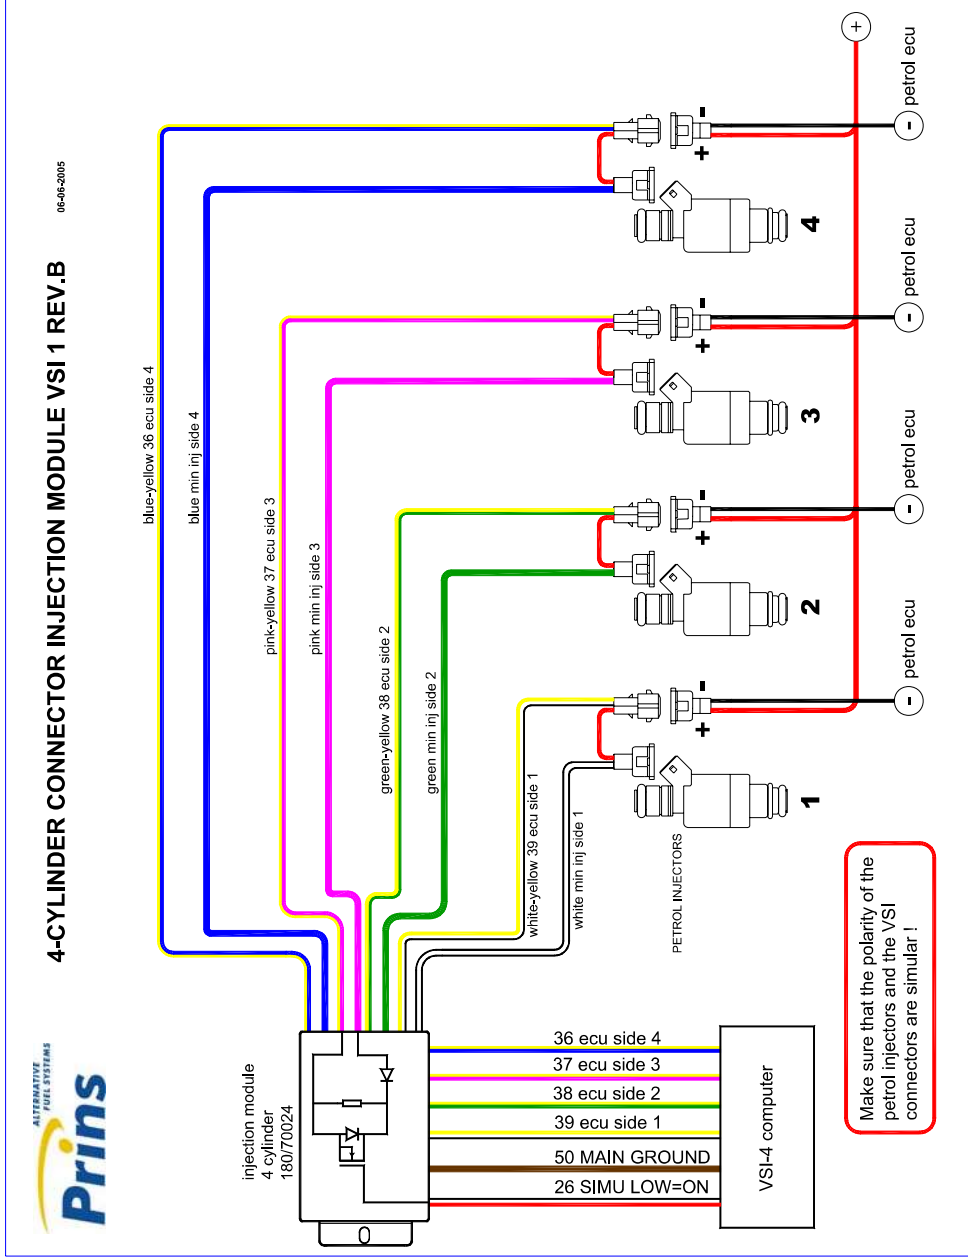 ALTERNATIVE
FUEL SYSTEMS
Prins
4-CYLINDER CONNECTOR INJECTION MODULE VSI 1 REV.B
06-06-2005
blue-yellow 36 ecu side 4
blue min inj side 4
pink-yellow 37 ecu side 3
pink min inj side 3
green-yellow 38 ecu side 2
green min inj side 2
white-yellow 39 ecu side 1
white min inj side 1
injection module
4 cylinder
180/70024
36 ecu side 4
37 ecu side 3
38 ecu side 2
39 ecu side 1
50 MAIN GROUND
26 SIMU LOW=ON
VSI-4 computer
PETROL INJECTORS
1
2
3
4
+
-
+
-
+
-
+
-
+
- petrol ecu
- petrol ecu
- petrol ecu
- petrol ecu
Make sure that the polarity of the
petrol injectors and the VSI
connectors are simular !
0